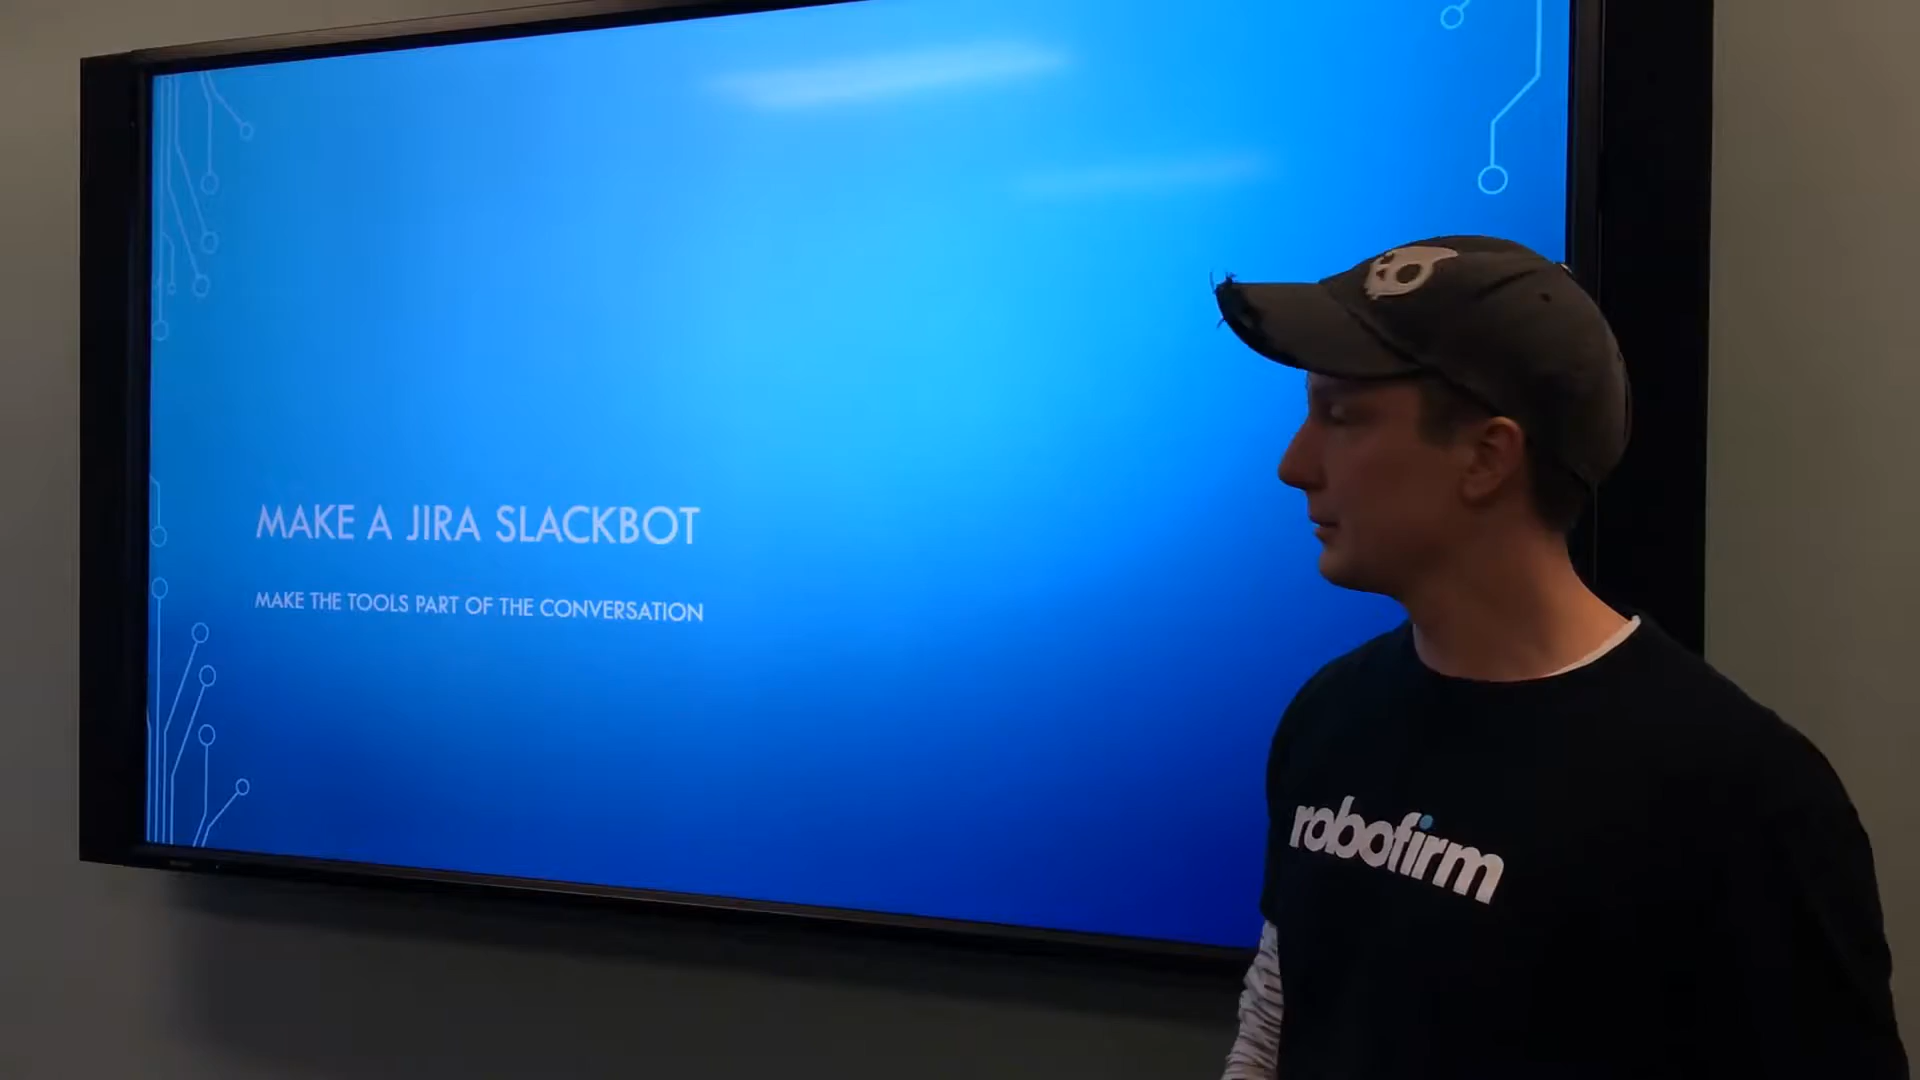 MAKE A JIRA SLACKBOT
MAKE THE TOOLS PART OF THE CONVERSATION
robofirm